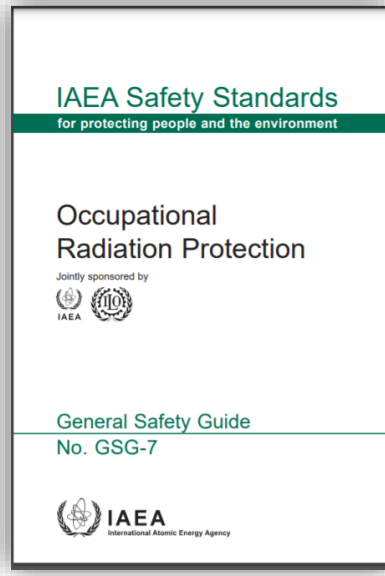 IAEA Safety Standards
for protecting people and the environment
Occupational
Radiation Protection
Jointly sponsored by
IAEA
ILO
General Safety Guide
No. GSG-7
IAEA
International Atomic Energy Agency